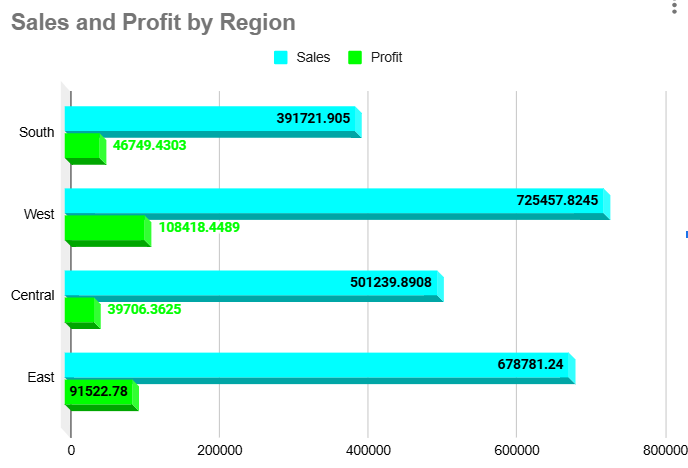 Sales and Profit by Region
Sales Profit
South
391721.905
46749.4303
West
725457.8245
108418.4489
Central
501239.8908
39706.3625
East
678781.24
91522.78
0 200000 400000 600000 800000